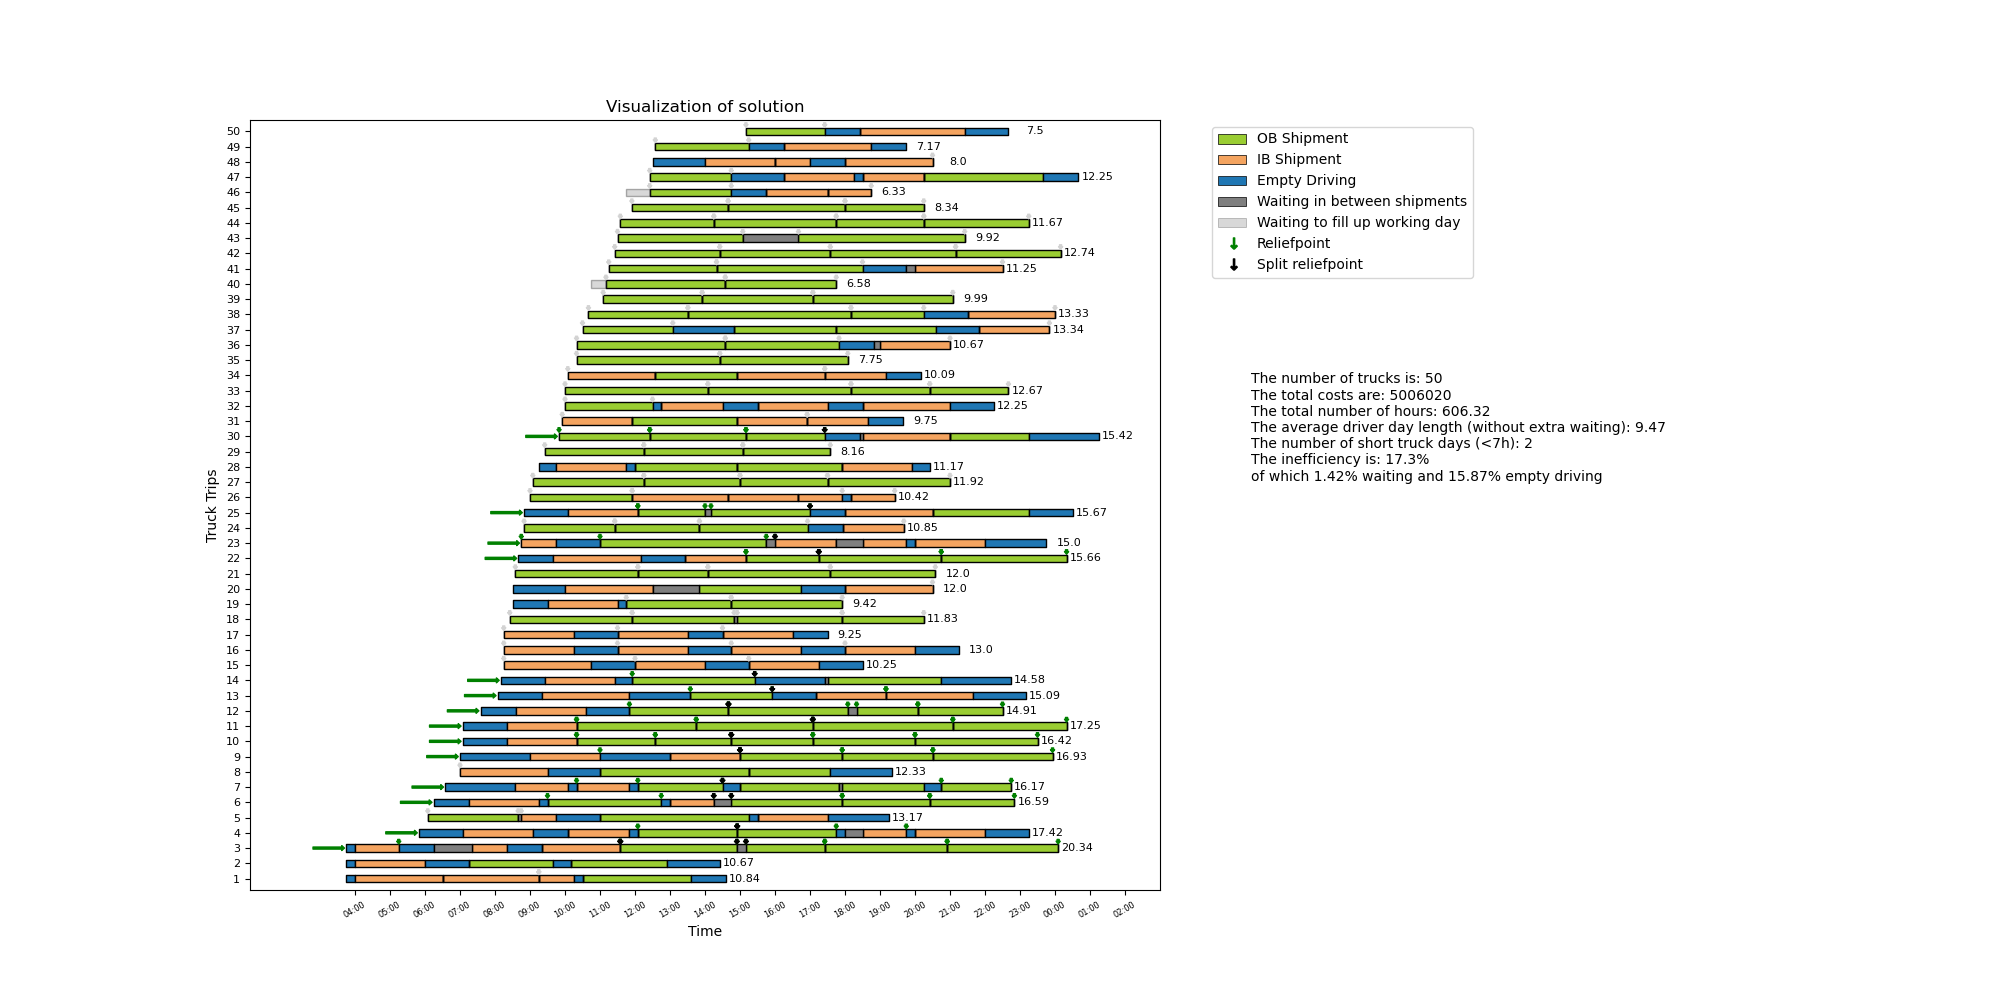 Visualization of solution
Truck Trips
50 7.5
49 7.17
48 8.0
47 12.25
46 6.33
45 8.34
44 11.67
43 9.92
42 12.74
41 11.25
40 6.58
39 9.99
38 13.33
37 13.34
36 10.67
35 7.75
34 10.09
33 12.67
32 12.25
31 9.75
30 15.42
29 8.16
28 11.17
27 11.92
26 10.42
25 15.67
24 10.85
23 15.0
22 15.66
21 12.0
20 12.0
19 9.42
18 11.83
17 9.25
16 13.0
15 10.25
14 14.58
13 15.09
12 14.91
11 17.25
10 16.42
9 16.93
8 12.33
7 16.17
6 16.59
5 13.17
4 17.42
3 20.34
2 10.67
1 10.84
04:00 05:00 06:00 07:00 08:00 09:00 10:00 11:00 12:00 13:00 14:00 15:00 16:00 17:00 18:00 19:00 20:00 21:00 22:00 23:00 00:00 01:00 02:00
Time
OB Shipment
IB Shipment
Empty Driving
Waiting in between shipments
Waiting to fill up working day
Reliefpoint
Split reliefpoint
The number of trucks is: 50
The total costs are: 5006020
The total number of hours: 606.32
The average driver day length (without extra waiting): 9.47
The number of short truck days (<7h): 2
The inefficiency is: 17.3%
of which 1.42% waiting and 15.87% empty driving